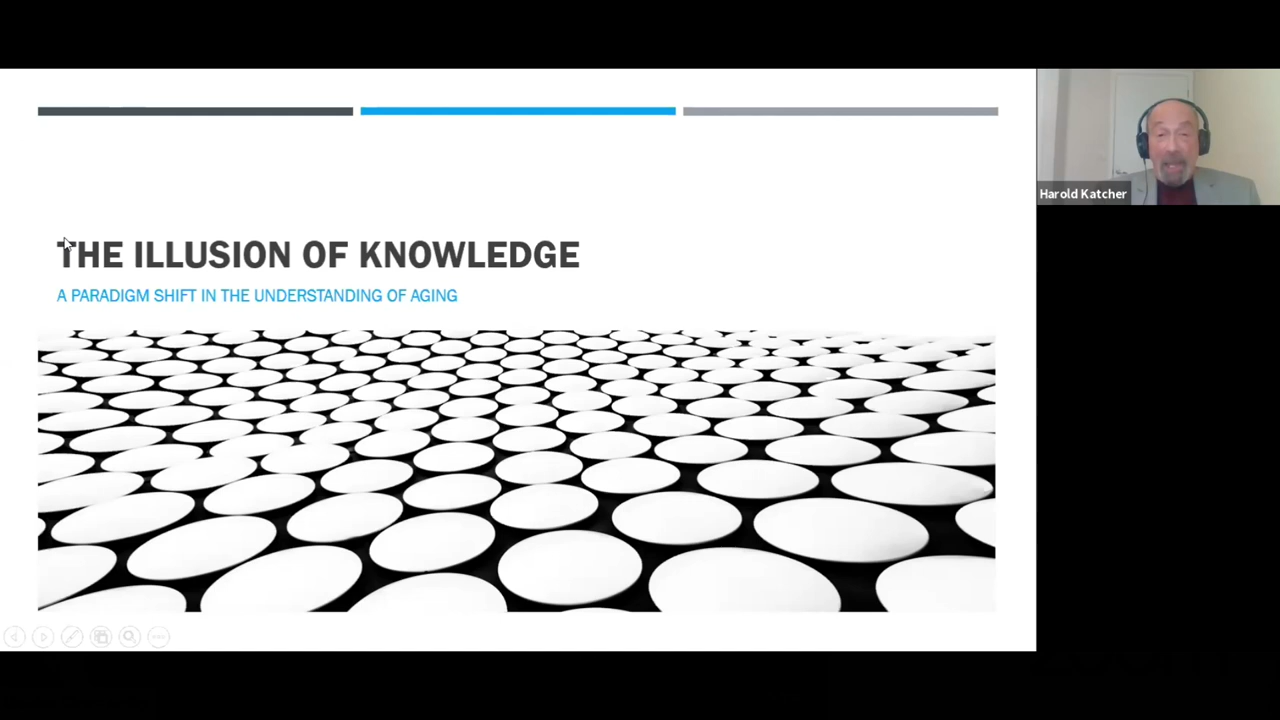 THE ILLUSION OF KNOWLEDGE
A PARADIGM SHIFT IN THE UNDERSTANDING OF AGING
Harold Katcher